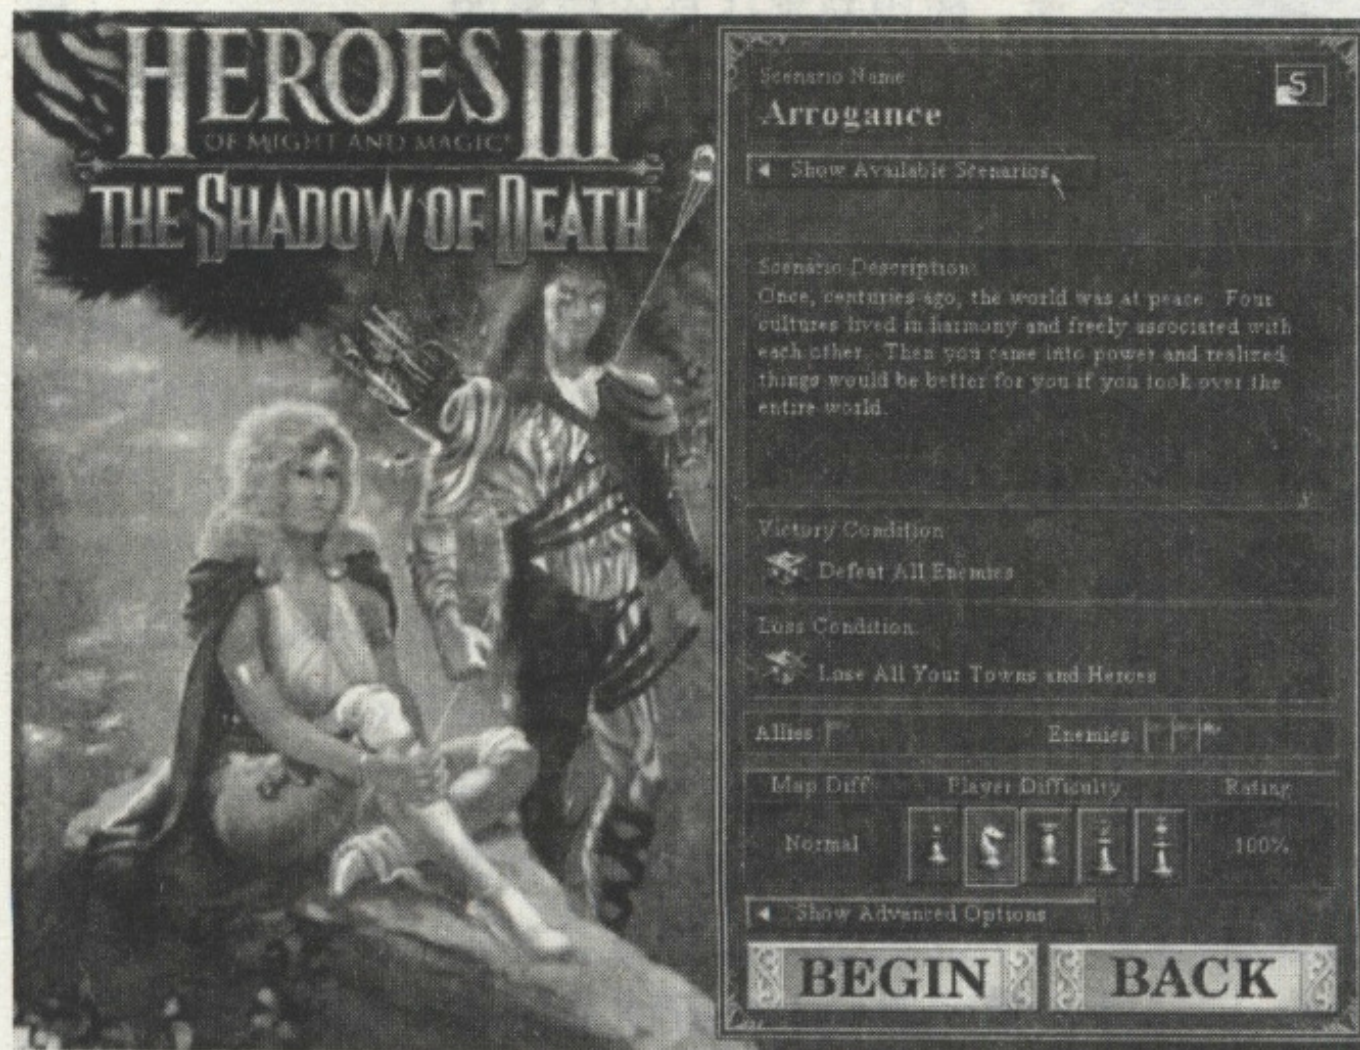 HEROES III
OF MIGHT AND MAGIC®
THE SHADOW OF DEATH
Scenario Name
S
Arrogance
Show Available Scenarios
Scenario Description:
Once, centuries ago, the world was at peace. Four
cultures lived in harmony and freely associated with
each other. Then you came into power and realized
things would be better for you if you took over the
entire world.
Victory Condition
Defeat All Enemies
Loss Condition
Lose All Your Towns and Heroes
Allies
Enemies
Map Diff:
Player Difficulty
Rating
Normal
100%
Show Advanced Options
BEGIN
BACK